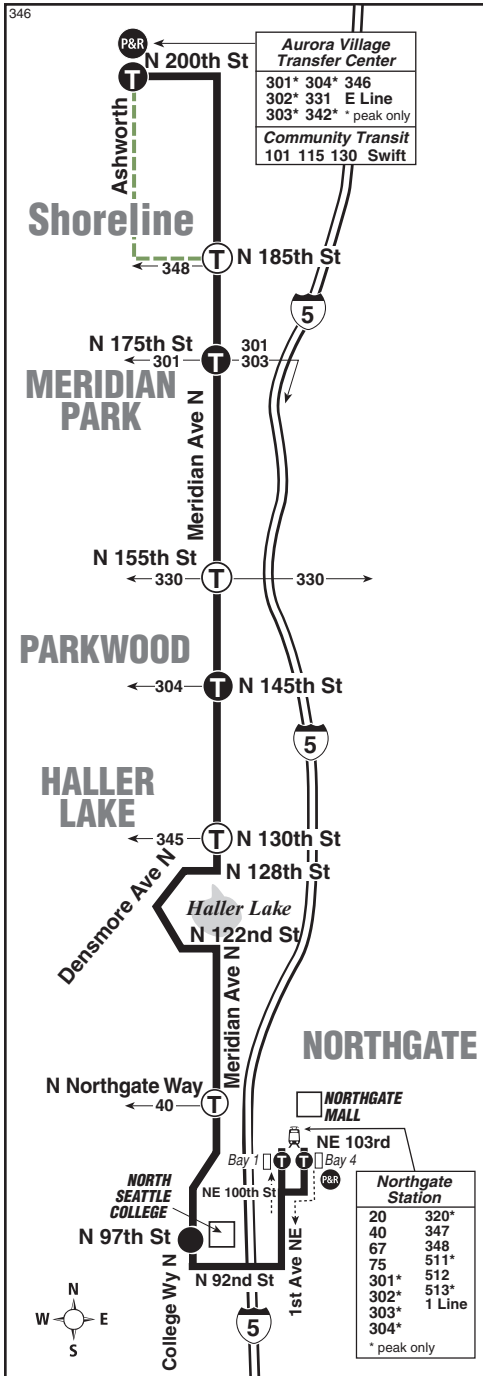 346
P&R
N 200th St
T
Aurora Village
Transfer Center
301* 304* 346
302* 331 E Line
303* 342* * peak only
Community Transit
101 115 130 Swift
Ashworth
Shoreline
T N 185th St
348
5
N 175th St
301
T
301
303
MERIDIAN
PARK
Meridian Ave N
N 155th St
330
T
330
PARKWOOD
304
T N 145th St
5
HALLER
LAKE
345
T N 130th St
N 128th St
Densmore Ave N
Haller Lake
N 122nd St
Meridian Ave N
NORTHGATE
N Northgate Way
40
T
NORTHGATE
MALL
NE 103rd
Bay 1
T
T
Bay 4
P&R
NE 100th St
NORTH
SEATTLE
COLLEGE
N 97th St
1st Ave NE
N 92nd St
College Wy N
5
Northgate
Station
20 320*
40 347
67 348
75 511*
301* 512
302* 513*
303* 1 Line
304*
* peak only
N
W E
S